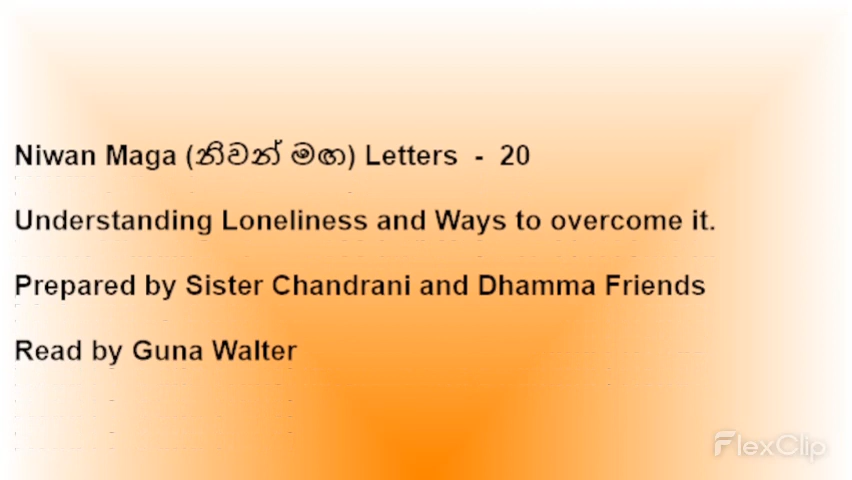 Niwan Maga (නිවන් මඟ) Letters - 20
Understanding Loneliness and Ways to overcome it.
Prepared by Sister Chandrani and Dhamma Friends
Read by Guna Walter
FlexClip